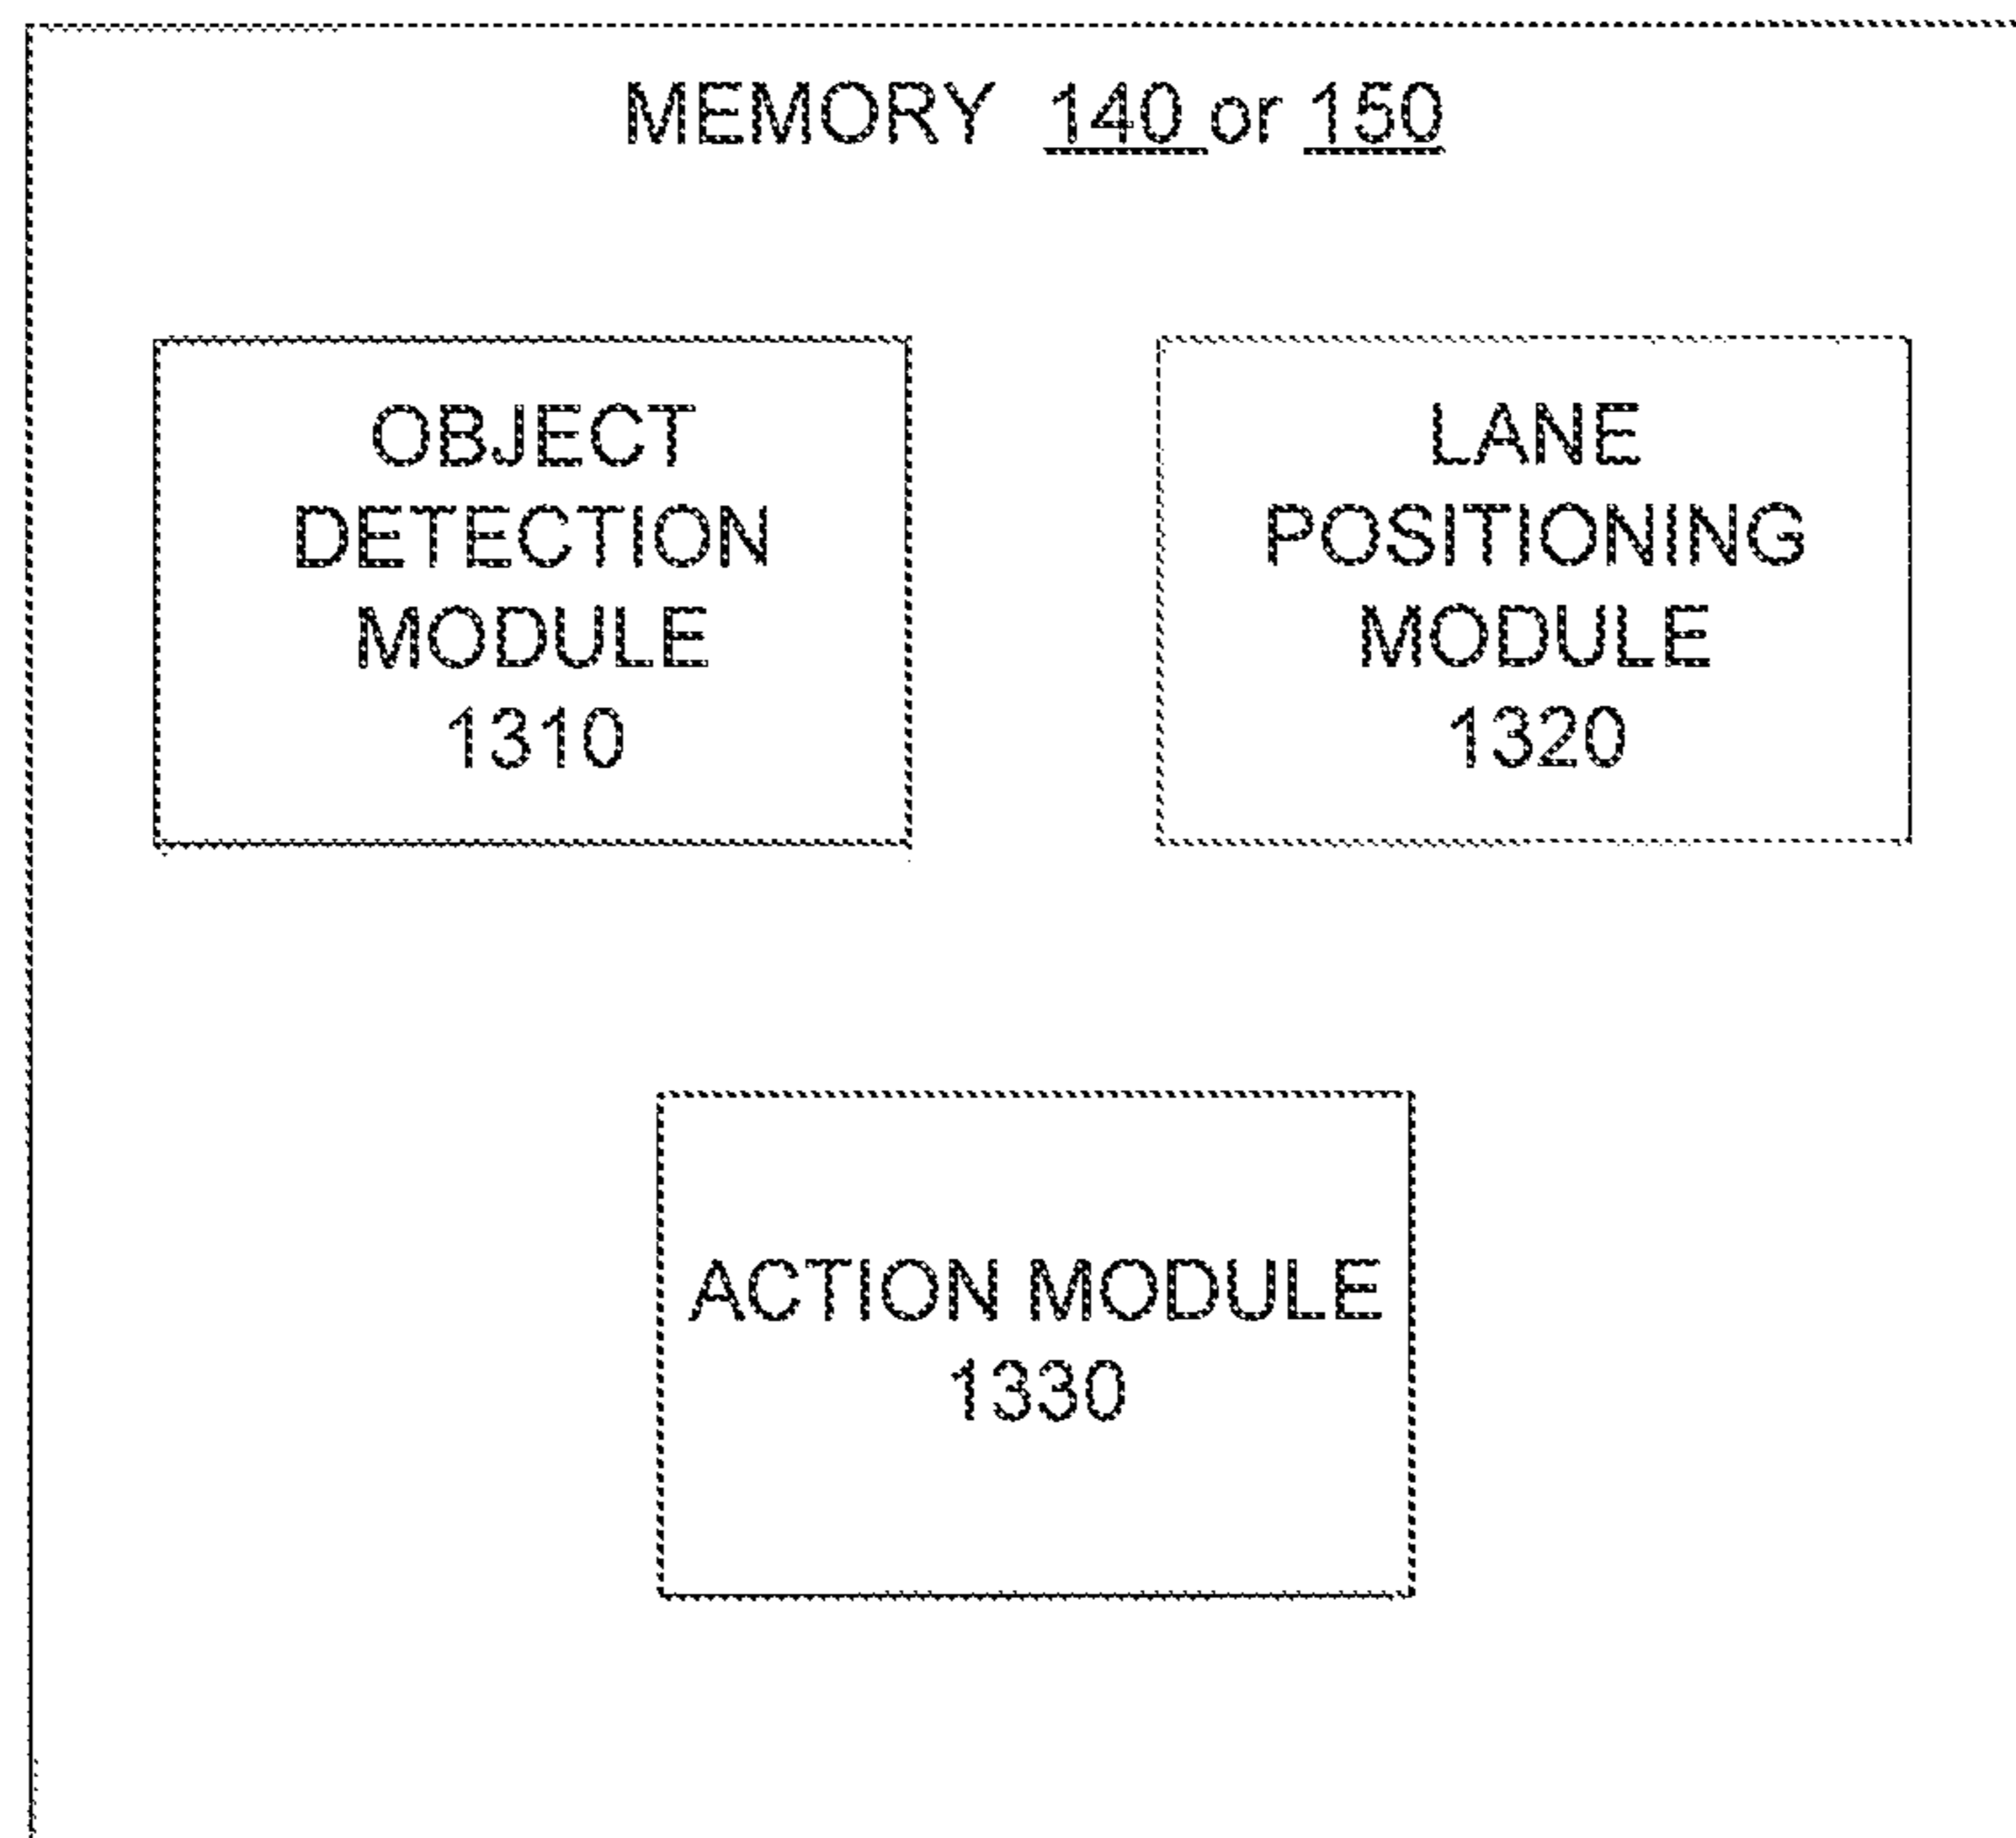 MEMORY 140 or 150
OBJECT
DETECTION
MODULE
1310
LANE
POSITIONING
MODULE
1320
ACTION MODULE
1330